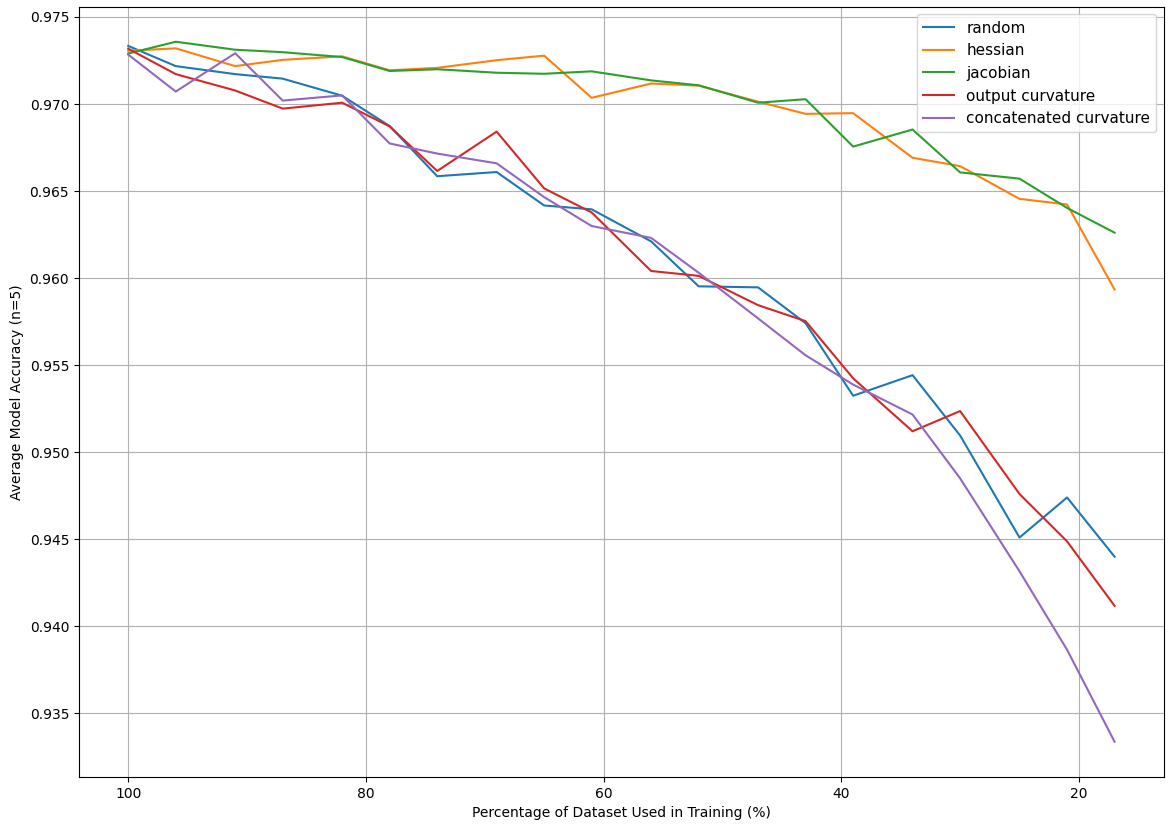 0.975
0.970
0.965
0.960
0.955
0.950
0.945
0.940
0.935
Average Model Accuracy (n=5)
random
hessian
jacobian
output curvature
concatenated curvature
100
80
60
40
20
Percentage of Dataset Used in Training (%)